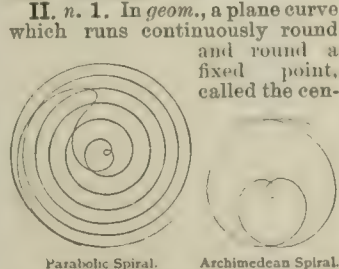 II. n. 1. In geom., a plane curve
which runs continuously round
and round a
fixed point,
called the cen-
Parabolic Spiral.
Archimedean Spiral.